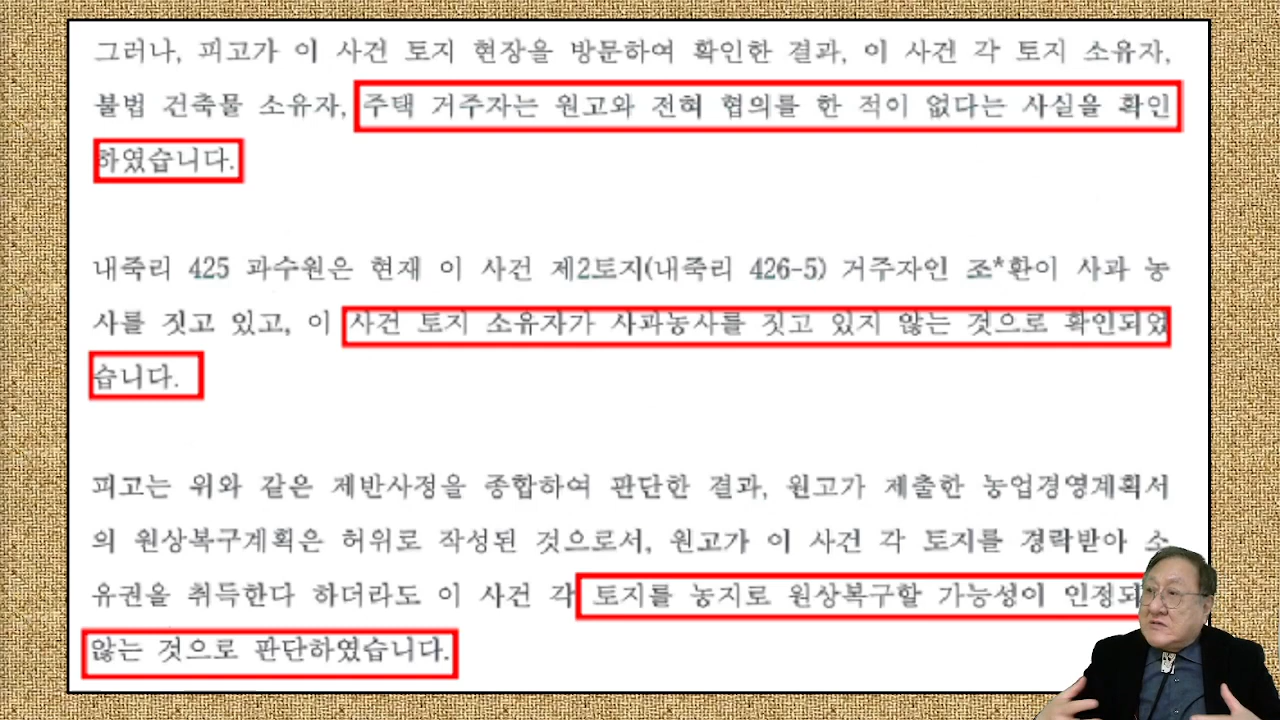 그러나, 피고가 이 사건 토지 현장을 방문하여 확인한 결과, 이 사건 각 토지 소유자,
불법 건축물 소유자, 주택 거주자는 원고와 전혀 협의를 한 적이 없다는 사실을 확인
하였습니다.
내죽리 425 과수원은 현재 이 사건 제2토지(내죽리 426-5) 거주자인 조*환이 사과 농
사를 짓고 있고, 이 사건 토지 소유자가 사과농사를 짓고 있지 않는 것으로 확인되었
습니다.
피고는 위와 같은 제반사정을 종합하여 판단한 결과, 원고가 제출한 농업경영계획서
의 원상복구계획은 허위로 작성된 것으로서, 원고가 이 사건 각 토지를 경락받아 소
유권을 취득한다 하더라도 이 사건 각 토지를 농지로 원상복구할 가능성이 인정되
않는 것으로 판단하였습니다.